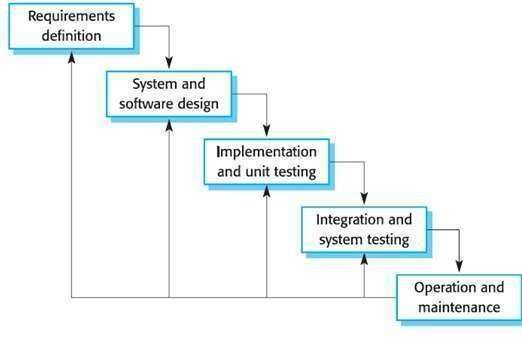 Requirements
definition
System and
software design
Implementation
and unit testing
Integration and
system testing
Operation and
maintenance